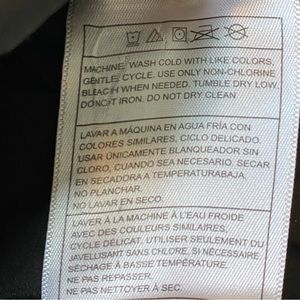 MACHINE WASH COLD WITH LIKE COLORS,
GENTLE CYCLE. USE ONLY NON-CHLORINE
BLEACH WHEN NEEDED. TUMBLE DRY LOW.
DO NOT IRON. DO NOT DRY CLEAN
LAVAR A MÁQUINA EN AGUA FRÍA CON
COLORES SIMILARES, CICLO DELICADO
USAR ÚNICAMENTE BLANQUEADOR SIN
CLORO, CUANDO SEA NECESARIO. SECAR
EN SECADORA A TEMPERATURA BAJA,
NO PLANCHAR.
NO LAVAR EN SECO.
LAVER À LA MACHINE À L'EAU FROIDE
AVEC DES COULEURS SIMILAIRES,
CYCLE DÉLICAT. UTILISER SEULEMENT DU
JAVELLISANT SANS CHLORE, SI NÉCESSAIRE
SÉCHAGE À BASSE TEMPÉRATURE.
NE PAS REPASSER.
NE PAS NETTOYER À SEC